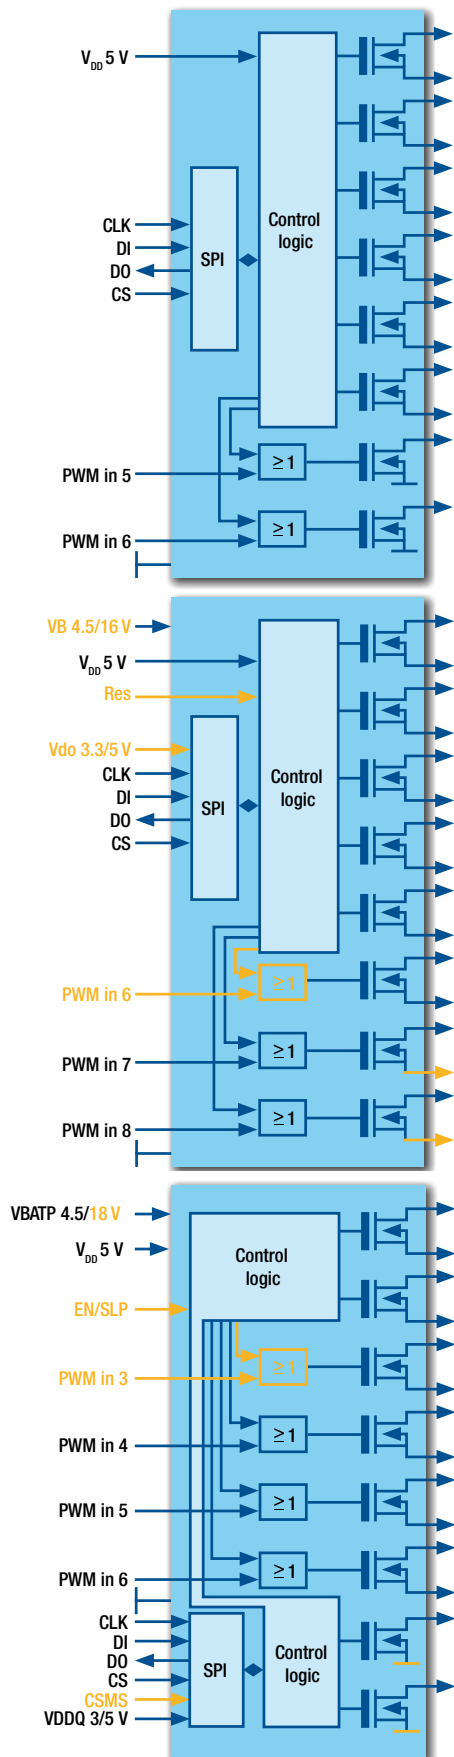 V_DD 5 V
CLK
DI
DO
CS
SPI
Control
logic
PWM in 5
≥1
PWM in 6
≥1
VB 4.5/16 V
V_DD 5 V
Res
Vdo 3.3/5 V
CLK
DI
DO
CS
SPI
Control
logic
PWM in 6
≥1
PWM in 7
≥1
PWM in 8
≥1
VBATP 4.5/18 V
V_DD 5 V
Control
logic
EN/SLP
PWM in 3
≥1
PWM in 4
≥1
PWM in 5
≥1
PWM in 6
≥1
CLK
DI
DO
CS
CSMS
VDDQ 3/5 V
SPI
Control
logic